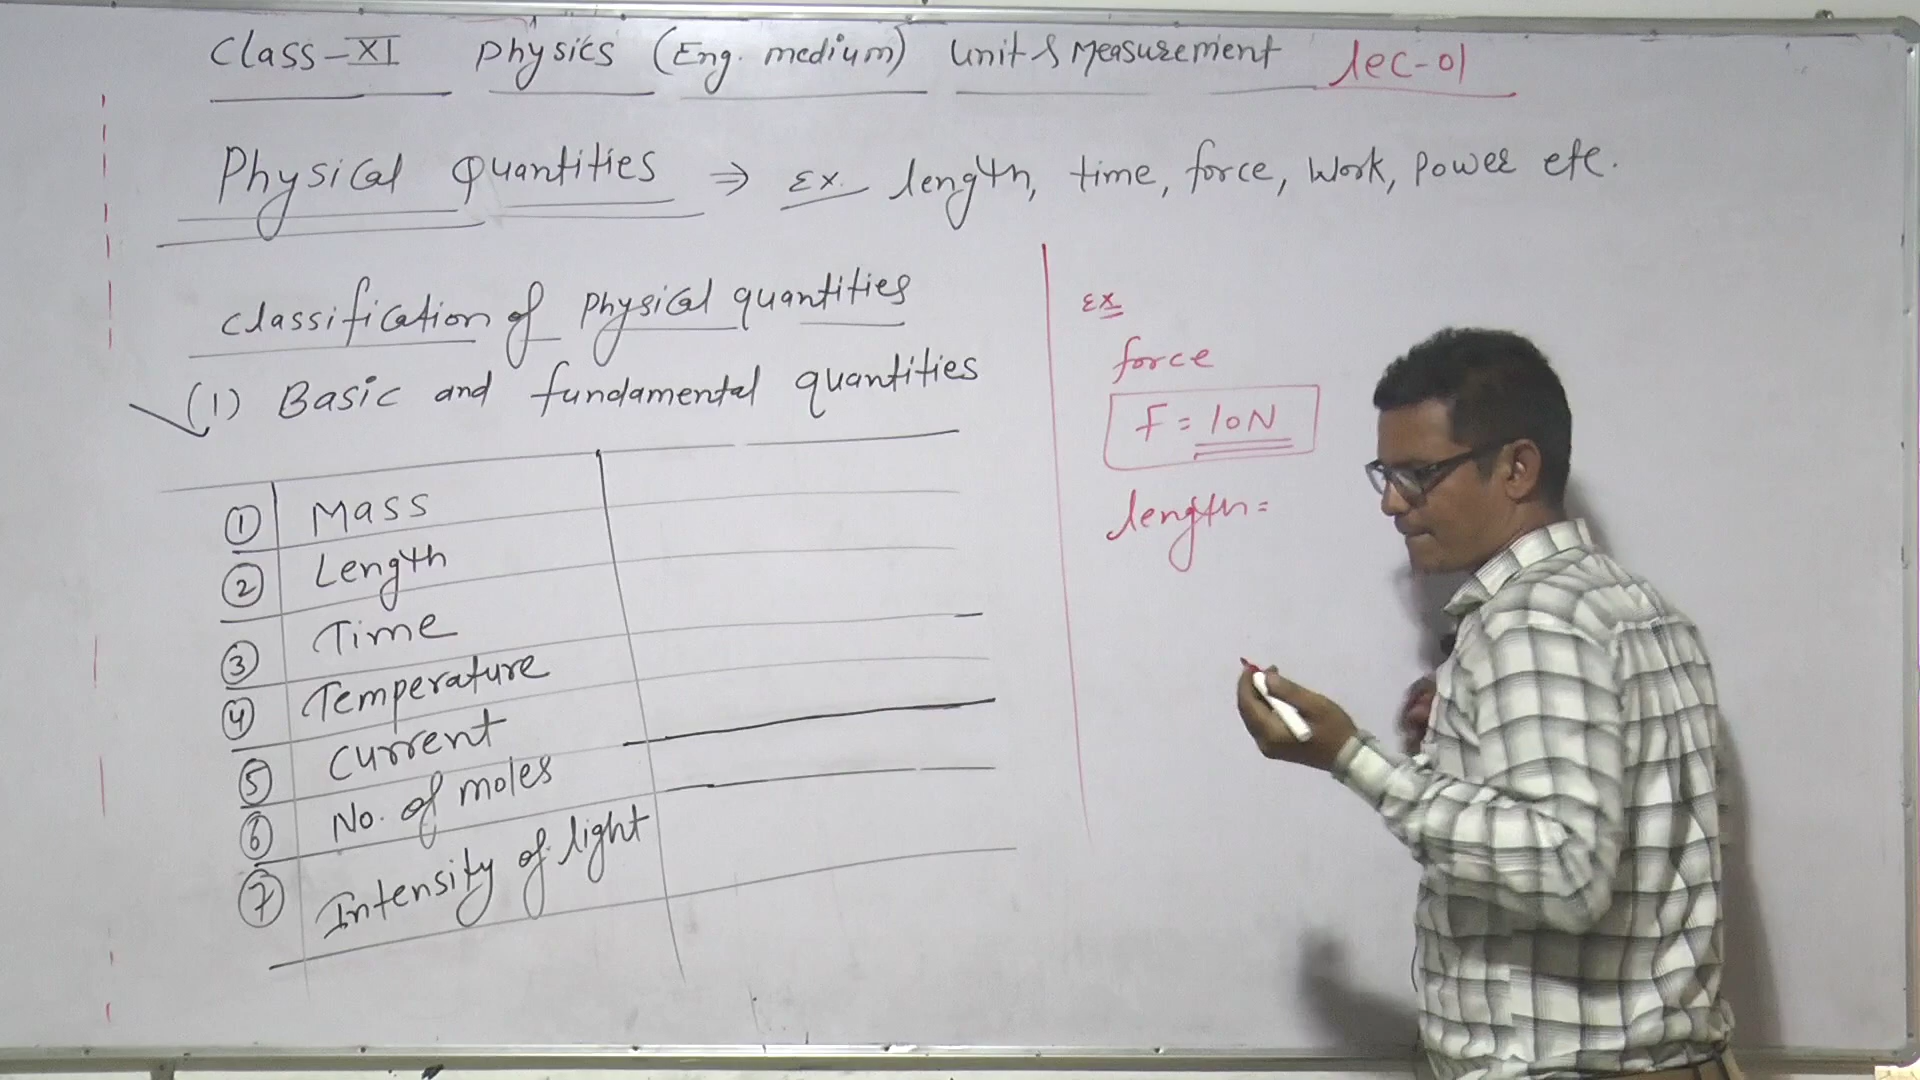 Class-XI Physics (Eng. medium) Unit & Measurement Lec-01
Physical Quantities ⇒ Ex. length, time, force, Work, Power etc.
Classification of Physical quantities
(1) Basic and fundamental quantities
① Mass
② Length
③ Time
④ Temperature
⑤ Current
⑥ No. of moles
⑦ Intensity of light
Ex
force
F = 10N
length=